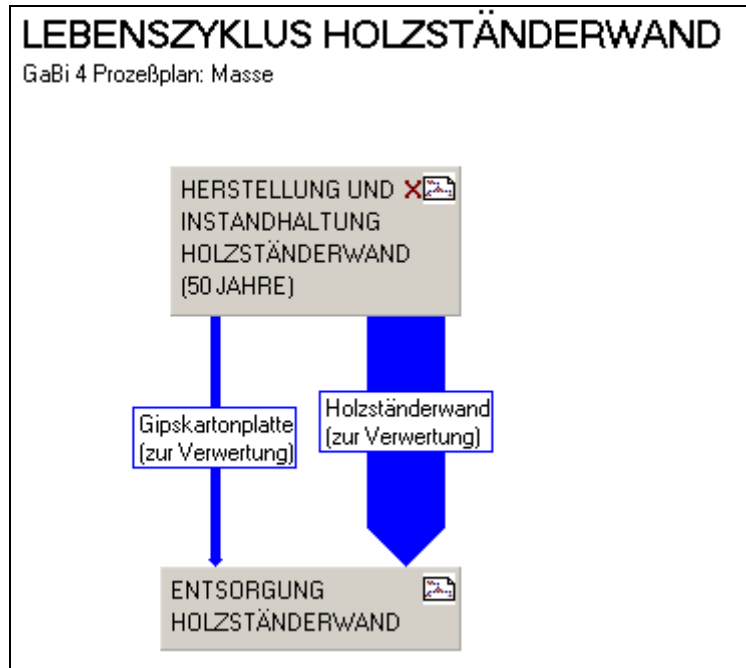 LEBENSZYKLUS HOLZSTÄNDERWAND
GaBi 4 Prozeßplan: Masse
HERSTELLUNG UND
INSTANDHALTUNG
HOLZSTÄNDERWAND
(50 JAHRE)
Gipskartonplatte
(zur Verwertung)
Holzständerwand
(zur Verwertung)
ENTSORGUNG
HOLZSTÄNDERWAND